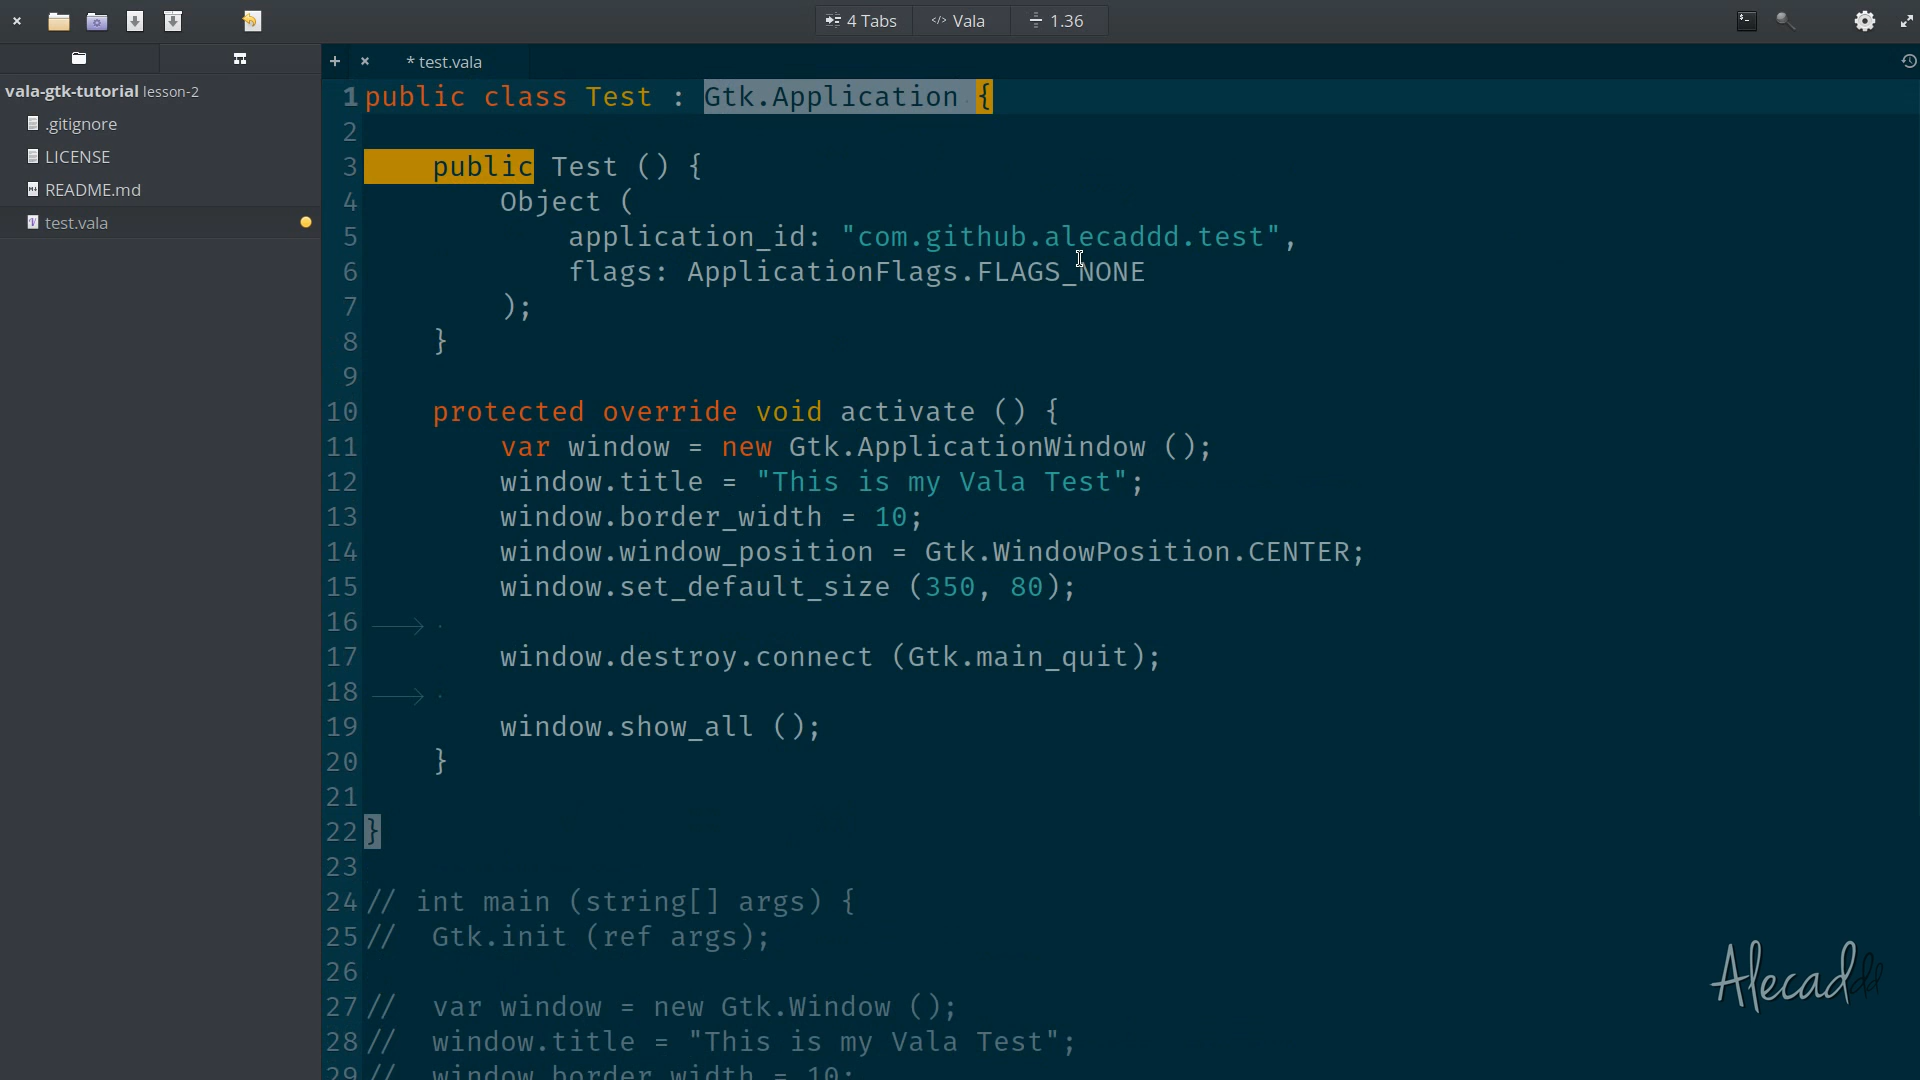 4 Tabs
</> Vala
1.36
vala-gtk-tutorial lesson-2
.gitignore
LICENSE
README.md
test.vala
+ × * test.vala
1 public class Test : Gtk.Application {
2
3 public Test () {
4 Object (
5 application_id: "com.github.alecaddd.test",
6 flags: ApplicationFlags.FLAGS_NONE
7 );
8 }
9
10 protected override void activate () {
11 var window = new Gtk.ApplicationWindow ();
12 window.title = "This is my Vala Test";
13 window.border_width = 10;
14 window.window_position = Gtk.WindowPosition.CENTER;
15 window.set_default_size (350, 80);
16
17 window.destroy.connect (Gtk.main_quit);
18
19 window.show_all ();
20 }
21
22 }
23
24 // int main (string[] args) {
25 // Gtk.init (ref args);
26
27 // var window = new Gtk.Window ();
28 // window.title = "This is my Vala Test";
29 // window.border_width = 10;
Alecaddd